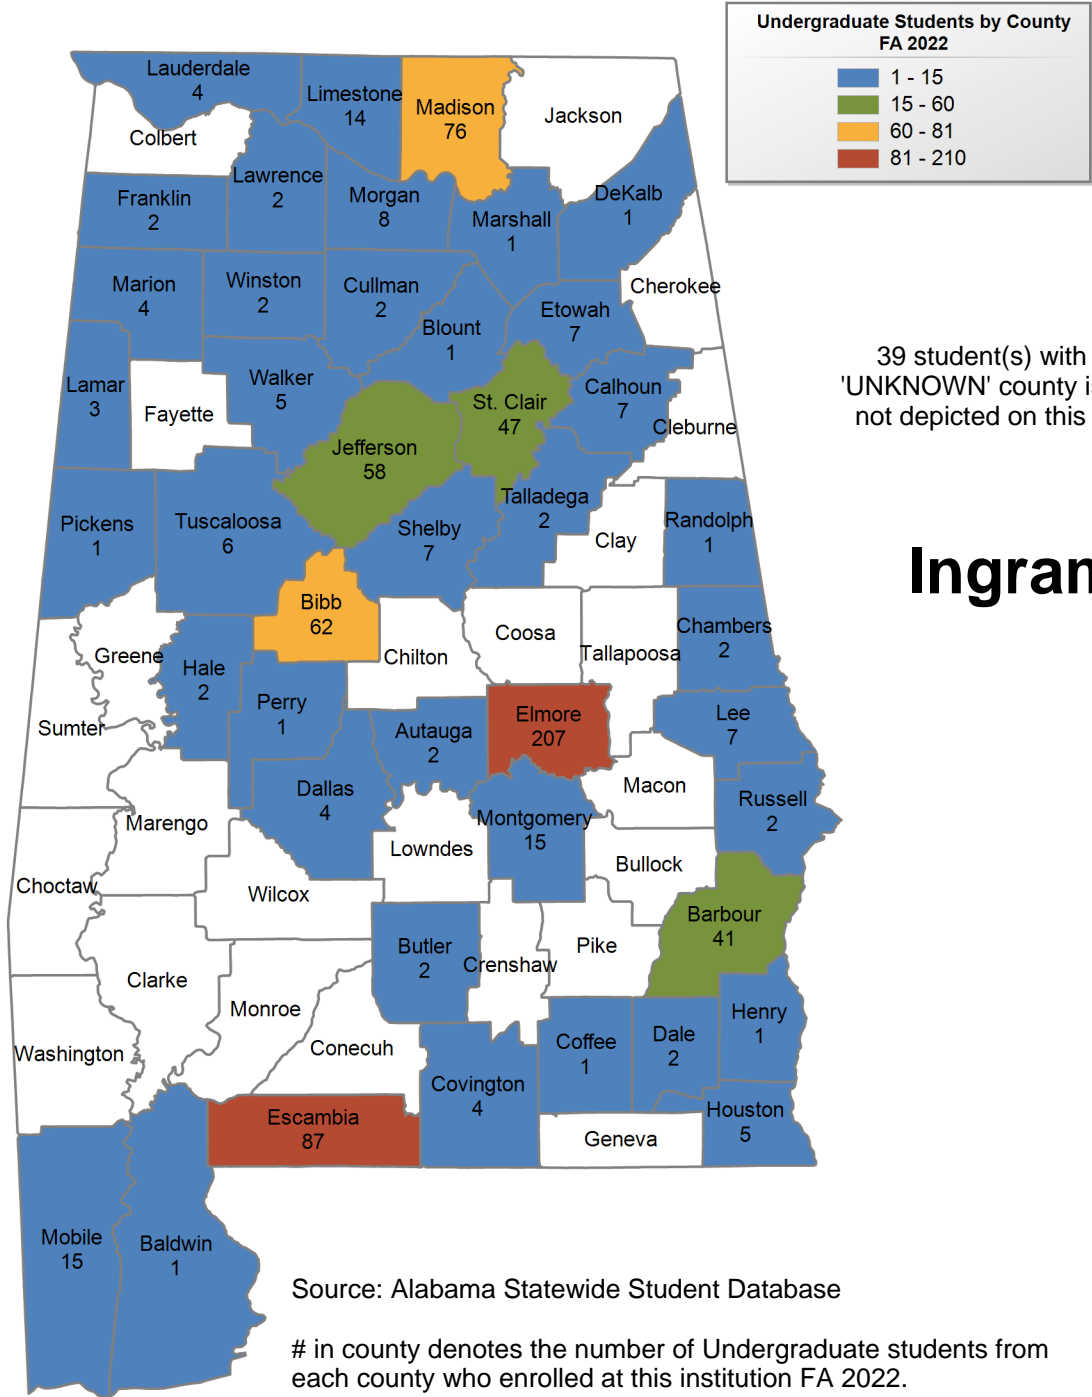 Undergraduate Students by County
FA 2022
1 - 15
15 - 60
60 - 81
81 - 210
Lauderdale
4
Limestone
14
Madison
76
Jackson
Colbert
Lawrence
2
Franklin
2
Morgan
8
Marshall
1
DeKalb
1
Marion
4
Winston
2
Cullman
2
Blount
1
Etowah
7
Cherokee
39 student(s) with
'UNKNOWN' county is
not depicted on this
Lamar
3
Fayette
Walker
5
Jefferson
58
St. Clair
47
Calhoun
7
Cleburne
Pickens
1
Tuscaloosa
6
Shelby
7
Talladega
2
Clay
Randolph
1
Ingram
Bibb
62
Greene
Hale
2
Perry
1
Chilton
Coosa
Tallapoosa
Chambers
2
Sumter
Autauga
2
Elmore
207
Lee
7
Dallas
4
Macon
Russell
2
Marengo
Montgomery
15
Lowndes
Bullock
Choctaw
Wilcox
Barbour
41
Butler
2
Crenshaw
Pike
Clarke
Monroe
Henry
1
Washington
Conecuh
Coffee
1
Dale
2
Covington
4
Escambia
87
Geneva
Houston
5
Mobile
15
Baldwin
1
Source: Alabama Statewide Student Database
# in county denotes the number of Undergraduate students from
each county who enrolled at this institution FA 2022.